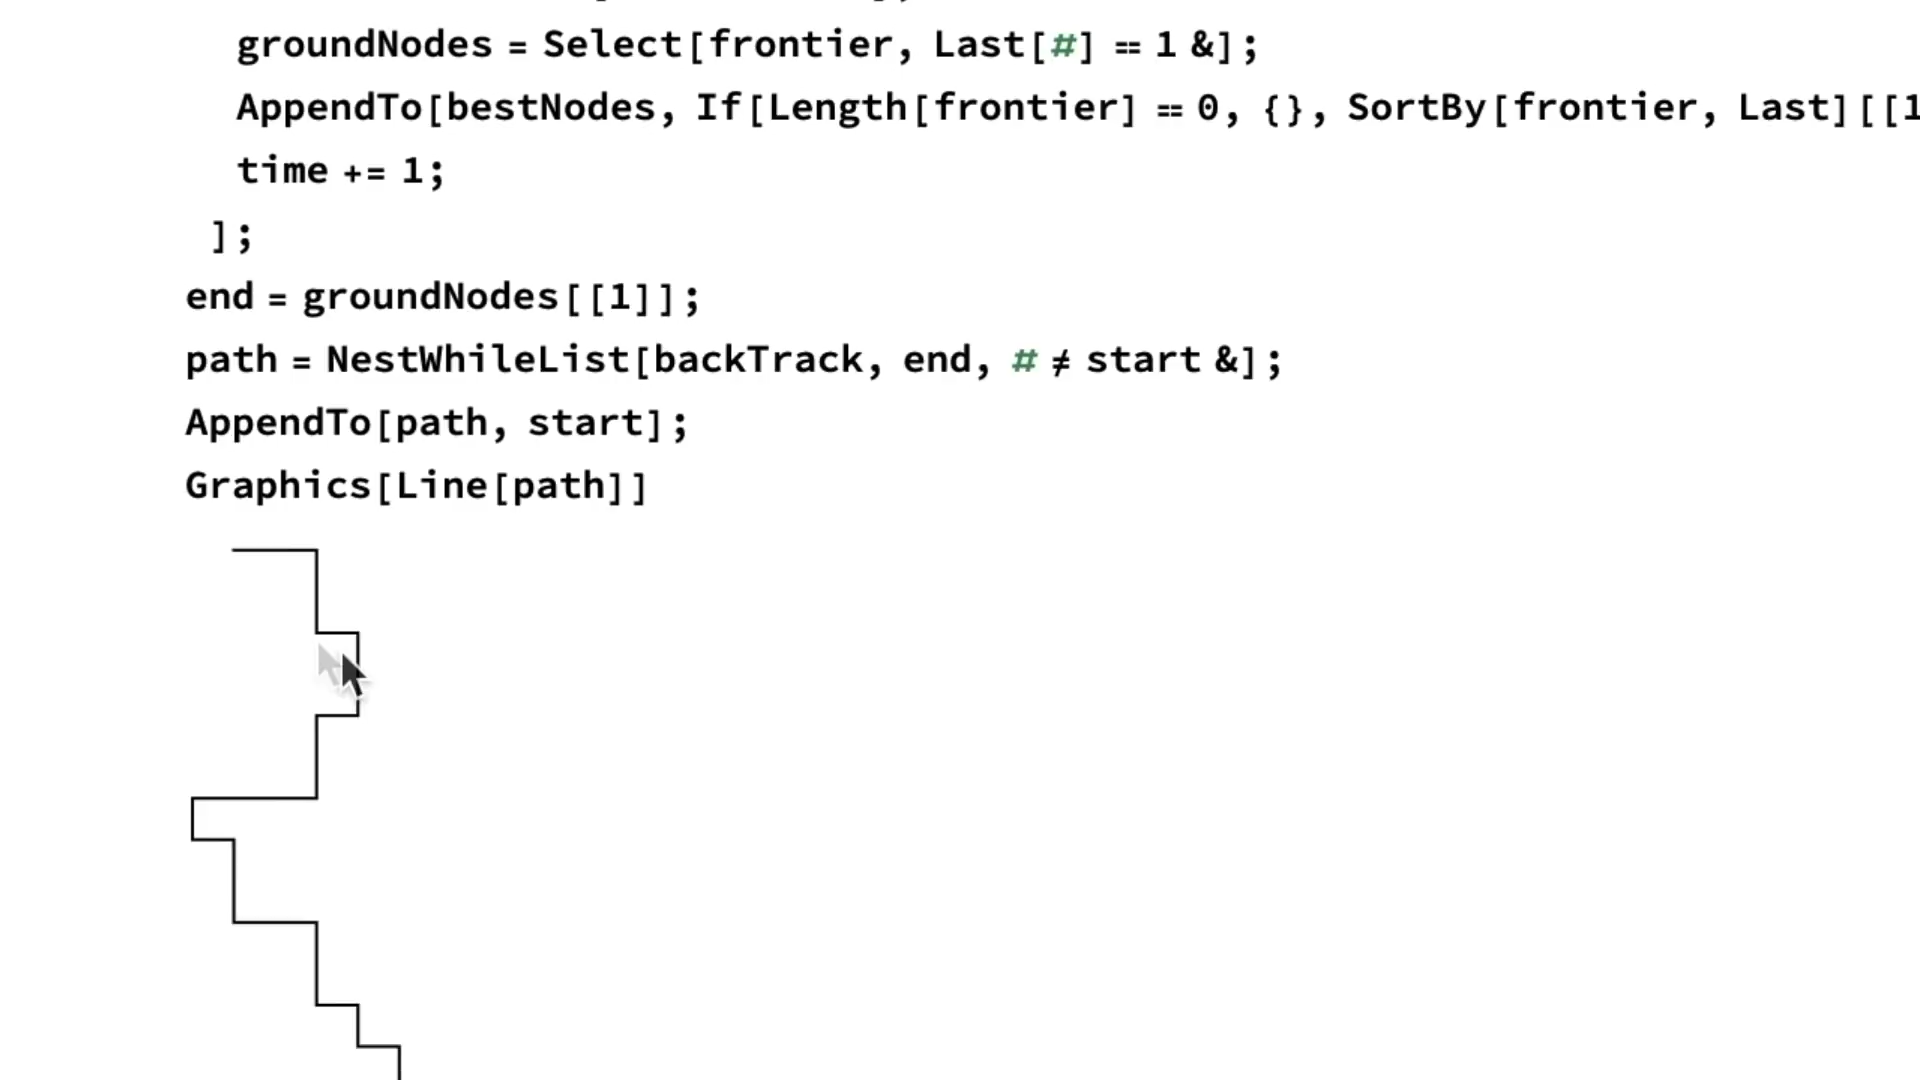 groundNodes = Select[frontier, Last[#] == 1 &];
AppendTo[bestNodes, If[Length[frontier] == 0, {}, SortBy[frontier, Last][[1
time += 1;
];
end = groundNodes[[1]];
path = NestWhileList[backTrack, end, # ≠ start &];
AppendTo[path, start];
Graphics[Line[path]]